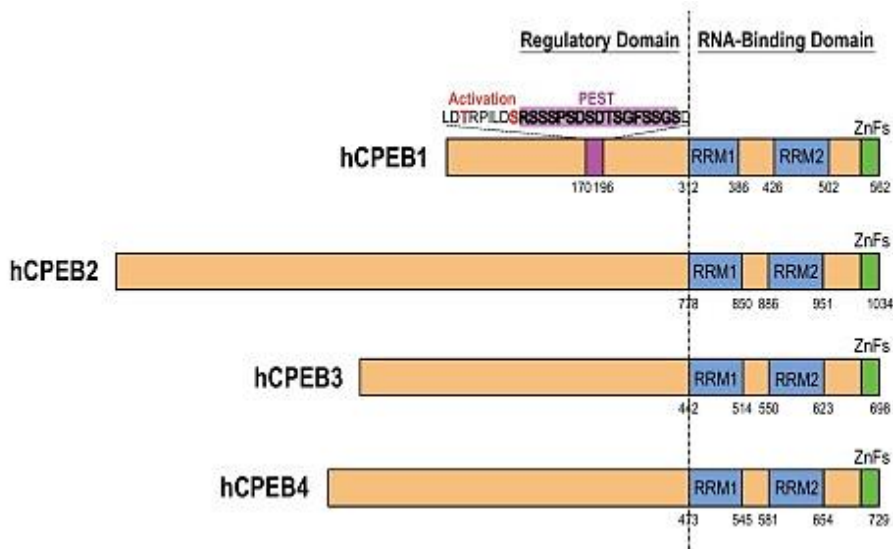 Regulatory Domain RNA-Binding Domain
Activation PEST
LDTRPILDSRSSSPSDSDTSGFSSGSD
ZnFs
hCPEB1 RRM1 RRM2
170 196 312 386 426 502 562
ZnFs
hCPEB2 RRM1 RRM2
778 850 886 951 1034
ZnFs
hCPEB3 RRM1 RRM2
442 514 550 623 698
ZnFs
hCPEB4 RRM1 RRM2
473 545 581 654 729